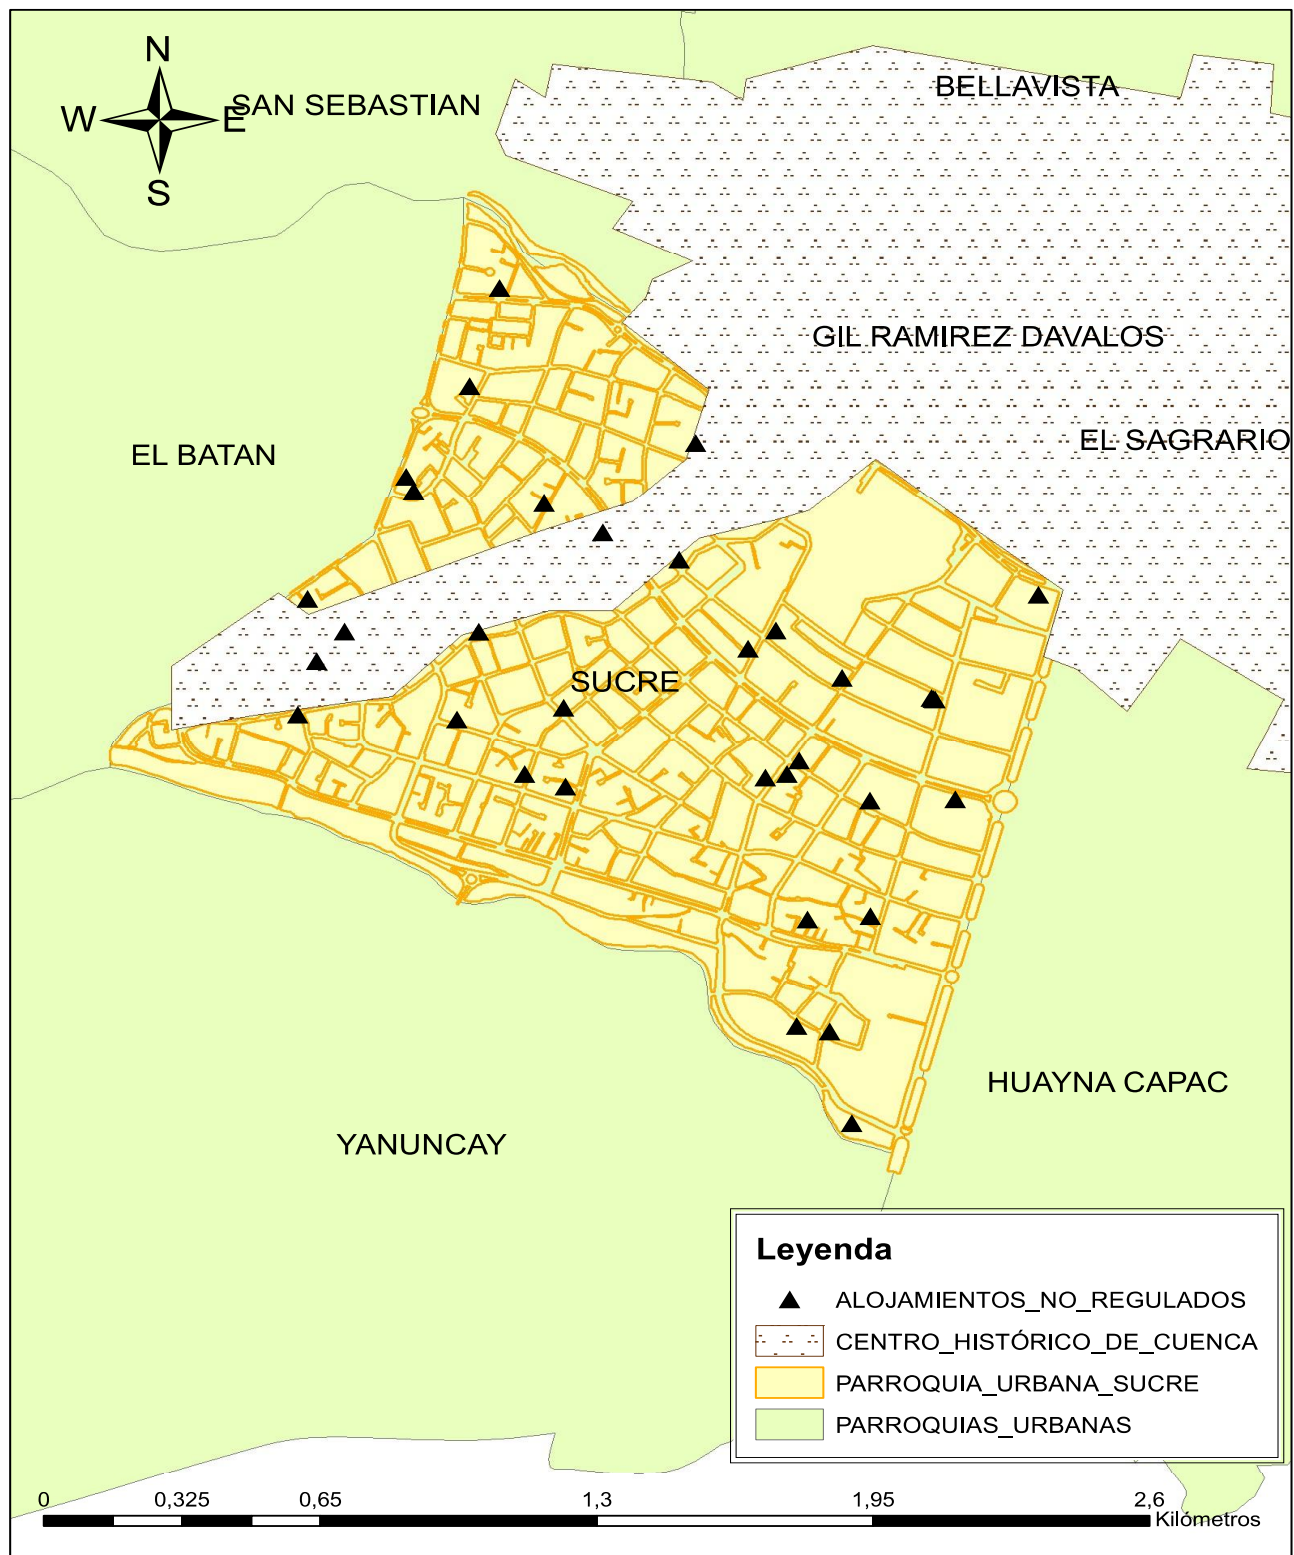 N
W
E
S
SAN SEBASTIAN
BELLAVISTA
GIL RAMIREZ DAVALOS
EL SAGRARIO
EL BATAN
SUCRE
HUAYNA CAPAC
YANUNCAY
Leyenda
ALOJAMIENTOS_NO_REGULADOS
CENTRO_HISTÓRICO_DE_CUENCA
PARROQUIA_URBANA_SUCRE
PARROQUIAS_URBANAS
0 0,325 0,65 1,3 1,95 2,6
Kilómetros